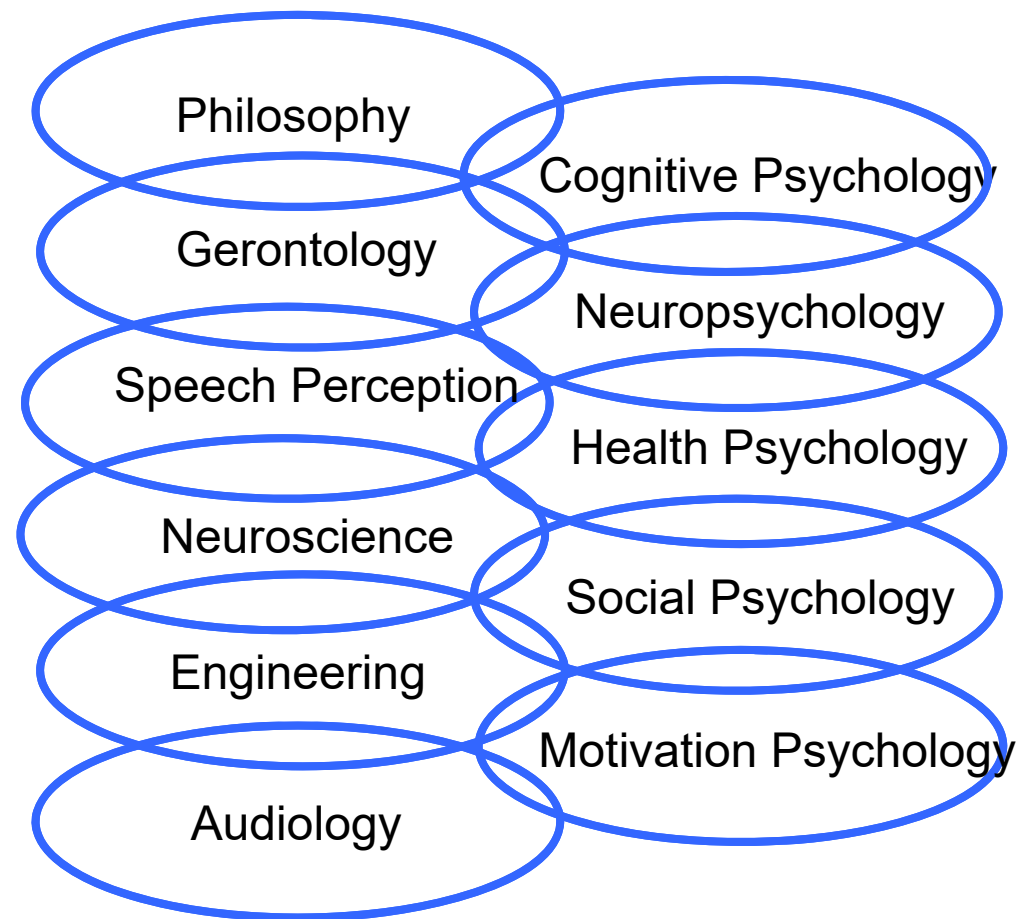 Philosophy
Cognitive Psychology
Gerontology
Neuropsychology
Speech Perception
Health Psychology
Neuroscience
Social Psychology
Engineering
Motivation Psychology
Audiology